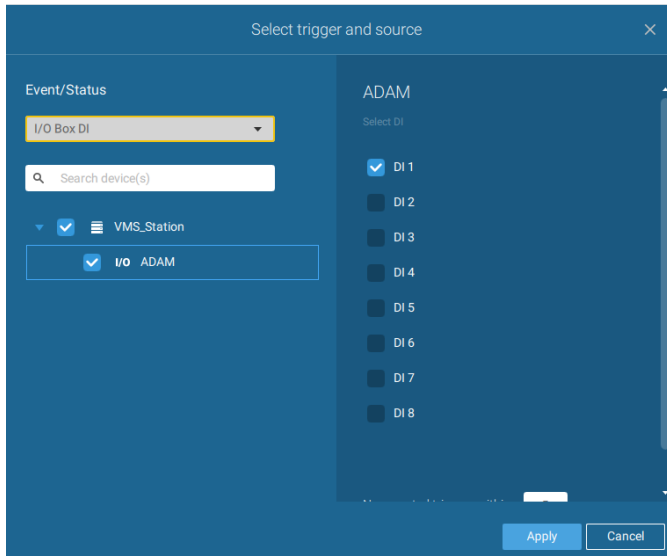 Select trigger and source
Event/Status
I/O Box DI
Search device(s)
VMS_Station
I/O ADAM
ADAM
Select DI
DI 1
DI 2
DI 3
DI 4
DI 5
DI 6
DI 7
DI 8
Apply
Cancel